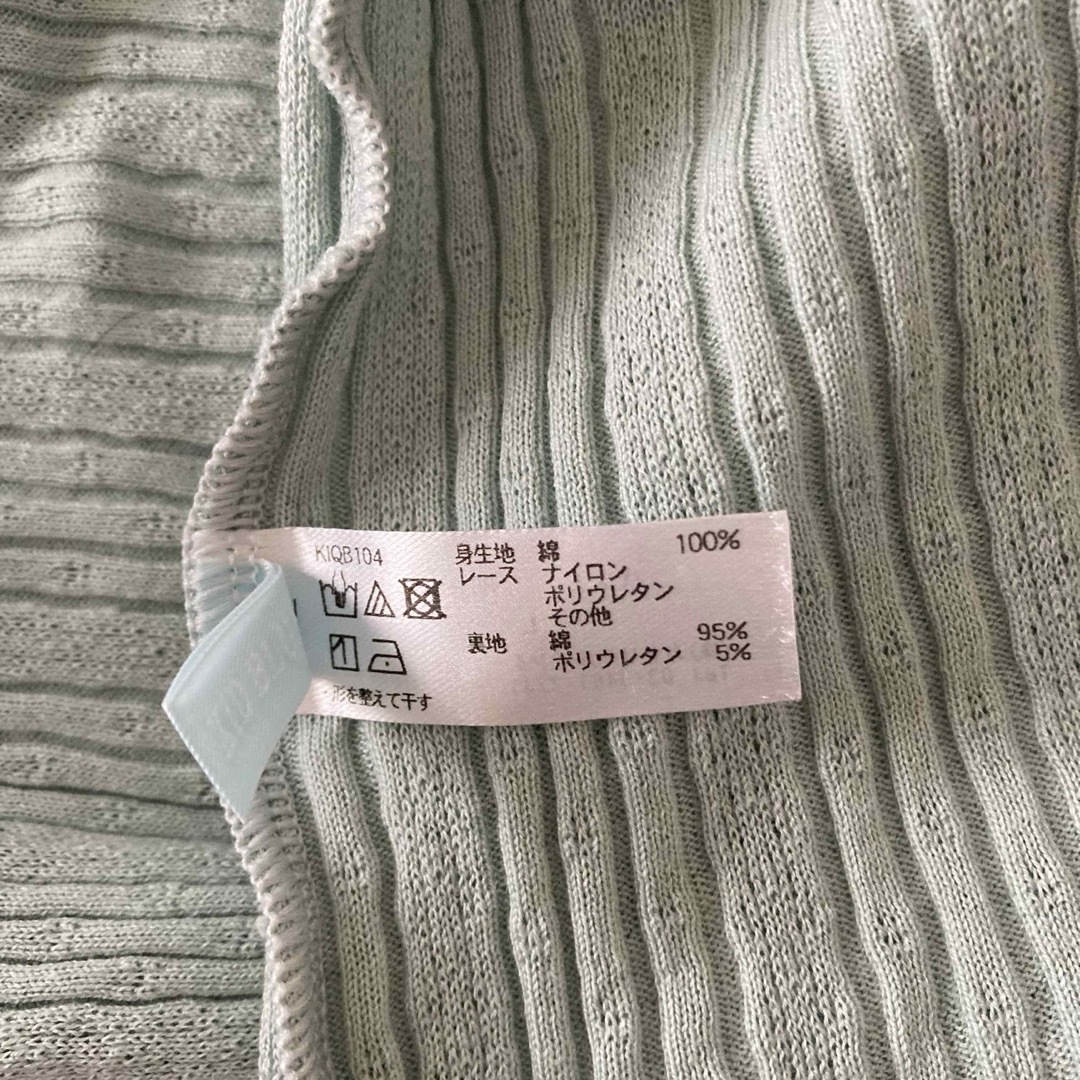 KIQB104
身生地 綿 100%
レース ナイロン
ポリウレタン
その他
裏地 綿 95%
ポリウレタン 5%
形を整えて干す